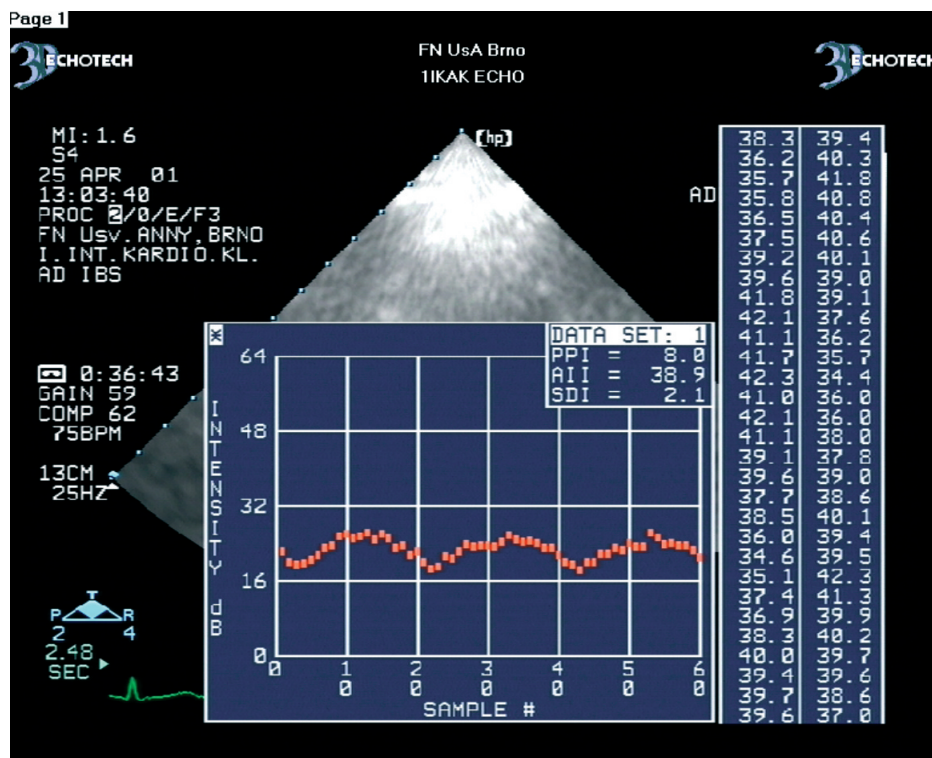 Page 1
3D ECHOTECH
FN UsA Brno
1IKAK ECHO
3D ECHOTECH
MI: 1.6
S4
25 APR 01
13:03:40
PROC 2/0/E/F3
FN Usv.ANNY,BRNO
I.INT.KARDIO.KL.
AD IBS
[hp]
AD
0:36:43
GAIN 59
COMP 62
75BPM
13CM
25HZ
T
P R
2 4
2.48
SEC
*
DATA SET: 1
PPI = 8.0
AII = 38.9
SDI = 2.1
INTENSITY dB
64
48
32
16
0
0 10 20 30 40 50 60
SAMPLE #
38.3 39.4
36.2 40.3
35.7 41.8
35.8 40.8
36.5 40.4
37.5 40.6
39.2 40.1
39.6 39.0
41.8 39.1
42.1 37.6
41.1 36.2
41.7 35.7
42.3 34.4
41.0 36.0
42.1 36.0
41.1 38.0
39.1 37.8
39.6 39.0
37.7 38.6
38.5 40.1
36.0 39.4
34.6 39.5
35.1 42.3
37.4 41.3
36.9 39.9
38.3 40.2
40.0 39.7
39.4 39.6
39.7 38.6
39.6 37.0